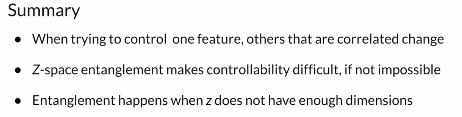 Summary
• When trying to control one feature, others that are correlated change
• Z-space entanglement makes controllability difficult, if not impossible
• Entanglement happens when z does not have enough dimensions